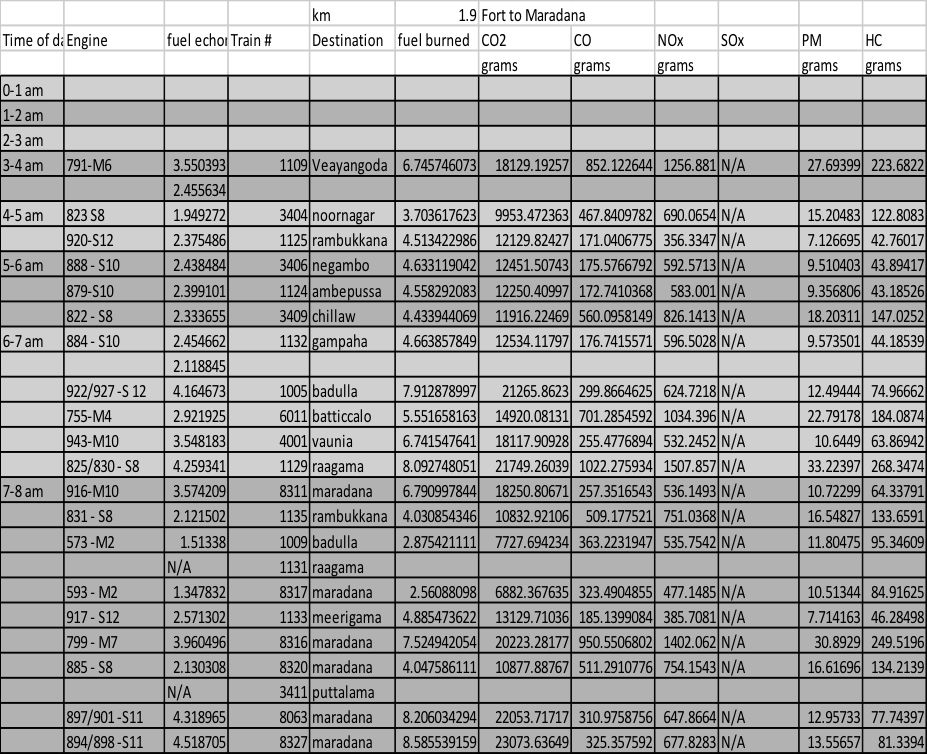 km 1.9 Fort to Maradana
Time of da Engine fuel echor Train # Destination fuel burned CO2 CO NOx SOx PM HC
grams grams grams grams grams
0-1 am
1-2 am
2-3 am
3-4 am 791-M6 3.550393 1109 Veayangoda 6.745746073 18129.19257 852.122644 1256.881 N/A 27.69399 223.6822
2.455634
4-5 am 823 S8 1.949272 3404 noornagar 3.703617623 9953.472363 467.8409782 690.0654 N/A 15.20483 122.8083
920-S12 2.375486 1125 rambukkana 4.513422986 12129.82427 171.0406775 356.3347 N/A 7.126695 42.76017
5-6 am 888 - S10 2.438484 3406 negambo 4.633119042 12451.50743 175.5766792 592.5713 N/A 9.510403 43.89417
879-S10 2.399101 1124 ambepussa 4.558292083 12250.40997 172.7410368 583.001 N/A 9.356806 43.18526
822 - S8 2.333655 3409 chillaw 4.433944069 11916.22469 560.0958149 826.1413 N/A 18.20311 147.0252
6-7 am 884 - S10 2.454662 1132 gampaha 4.663857849 12534.11797 176.7415571 596.5028 N/A 9.573501 44.18539
2.118845
922/927 -S 12 4.164673 1005 badulla 7.912878997 21265.8623 299.8664625 624.7218 N/A 12.49444 74.96662
755-M4 2.921925 6011 batticalo 5.551658163 14920.08131 701.2854592 1034.396 N/A 22.79178 184.0874
943-M10 3.548183 4001 vaunia 6.741547641 18117.90928 255.4776894 532.2452 N/A 10.6449 63.86942
825/830 - S8 4.259341 1129 raagama 8.092748051 21749.26039 1022.275934 1507.857 N/A 33.22397 268.3474
7-8 am 916-M10 3.574209 8311 maradana 6.790997844 18250.80671 257.3516543 536.1493 N/A 10.72299 64.33791
831 - S8 2.121502 1135 rambukkana 4.030854346 10832.92106 509.177521 751.0368 N/A 16.54827 133.6591
573 -M2 1.51338 1009 badulla 2.875421111 7727.694234 363.2231947 535.7542 N/A 11.80475 95.34609
N/A 1131 raagama
593 - M2 1.347832 8317 maradana 2.56088098 6882.367635 323.4904855 477.1485 N/A 10.51344 84.91625
917 - S12 2.571302 1133 meerigama 4.885473622 13129.71036 185.1399084 385.7081 N/A 7.714163 46.28498
799 - M7 3.960496 8316 maradana 7.524942054 20223.28177 950.5506802 1402.062 N/A 30.8929 249.5196
885 - S8 2.130308 8320 maradana 4.047586111 10877.88767 511.2910776 754.1543 N/A 16.61696 134.2139
N/A 3411 puttalama
897/901 -S11 4.318965 8063 maradana 8.206034294 22053.71717 310.9758756 647.8664 N/A 12.95733 77.74397
894/898 -S11 4.518705 8327 maradana 8.585539159 23073.63649 325.357592 677.8283 N/A 13.55657 81.3394